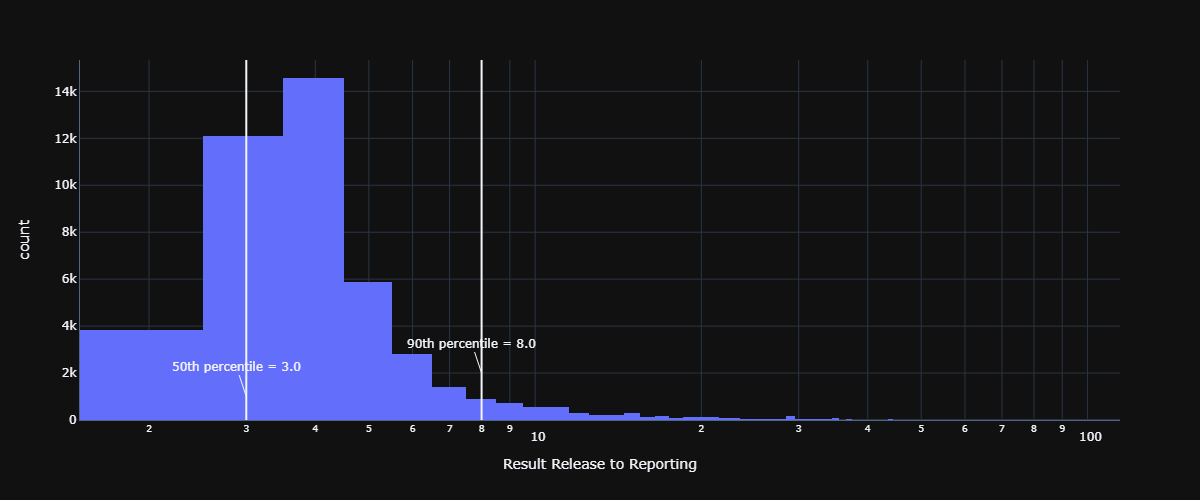 14k
12k
10k
8k
6k
4k
2k
0
count
90th percentile = 8.0
50th percentile = 3.0
2 3 4 5 6 7 8 9 10 2 3 4 5 6 7 8 9 100
Result Release to Reporting